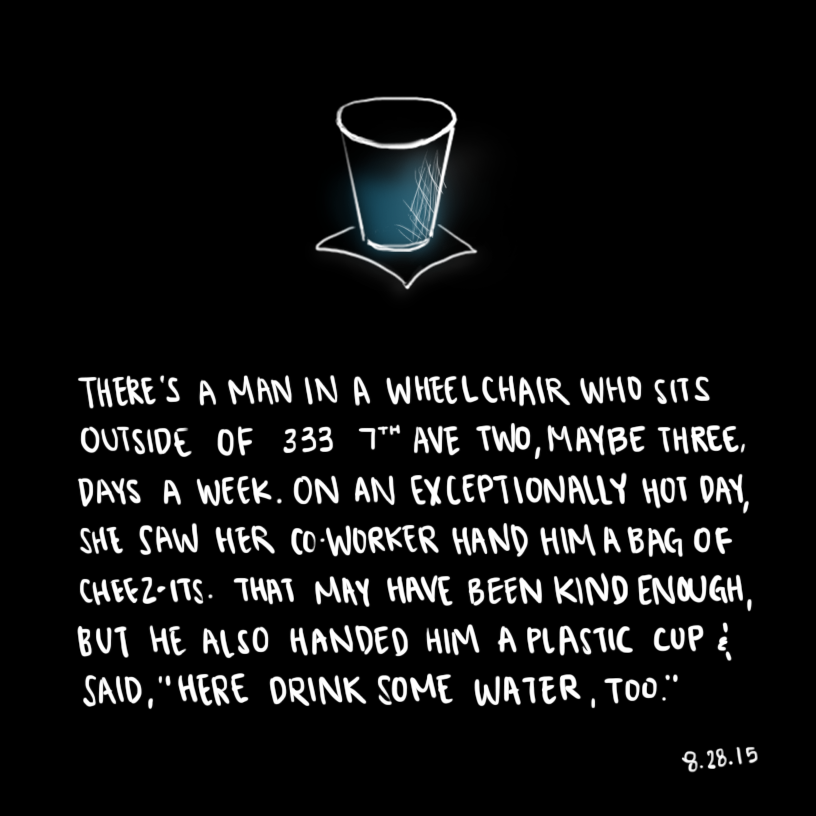 THERE'S A MAN IN A WHEELCHAIR WHO SITS
OUTSIDE OF 333 7TH AVE TWO, MAYBE THREE,
DAYS A WEEK. ON AN EXCEPTIONALLY HOT DAY,
SHE SAW HER CO-WORKER HAND HIM A BAG OF
CHEEZ-ITS. THAT MAY HAVE BEEN KIND ENOUGH,
BUT HE ALSO HANDED HIM A PLASTIC CUP &
SAID, "HERE DRINK SOME WATER, TOO."
8.28.15